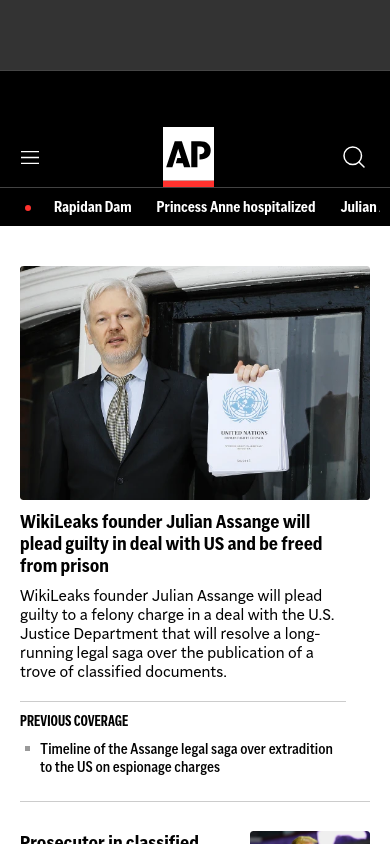 AP
Rapidan Dam Princess Anne hospitalized Julian
UNITED NATIONS
WikiLeaks founder Julian Assange will
plead guilty in deal with US and be freed
from prison
WikiLeaks founder Julian Assange will plead
guilty to a felony charge in a deal with the U.S.
Justice Department that will resolve a long-
running legal saga over the publication of a
trove of classified documents.
PREVIOUS COVERAGE
Timeline of the Assange legal saga over extradition
to the US on espionage charges
Prosecutor in classified